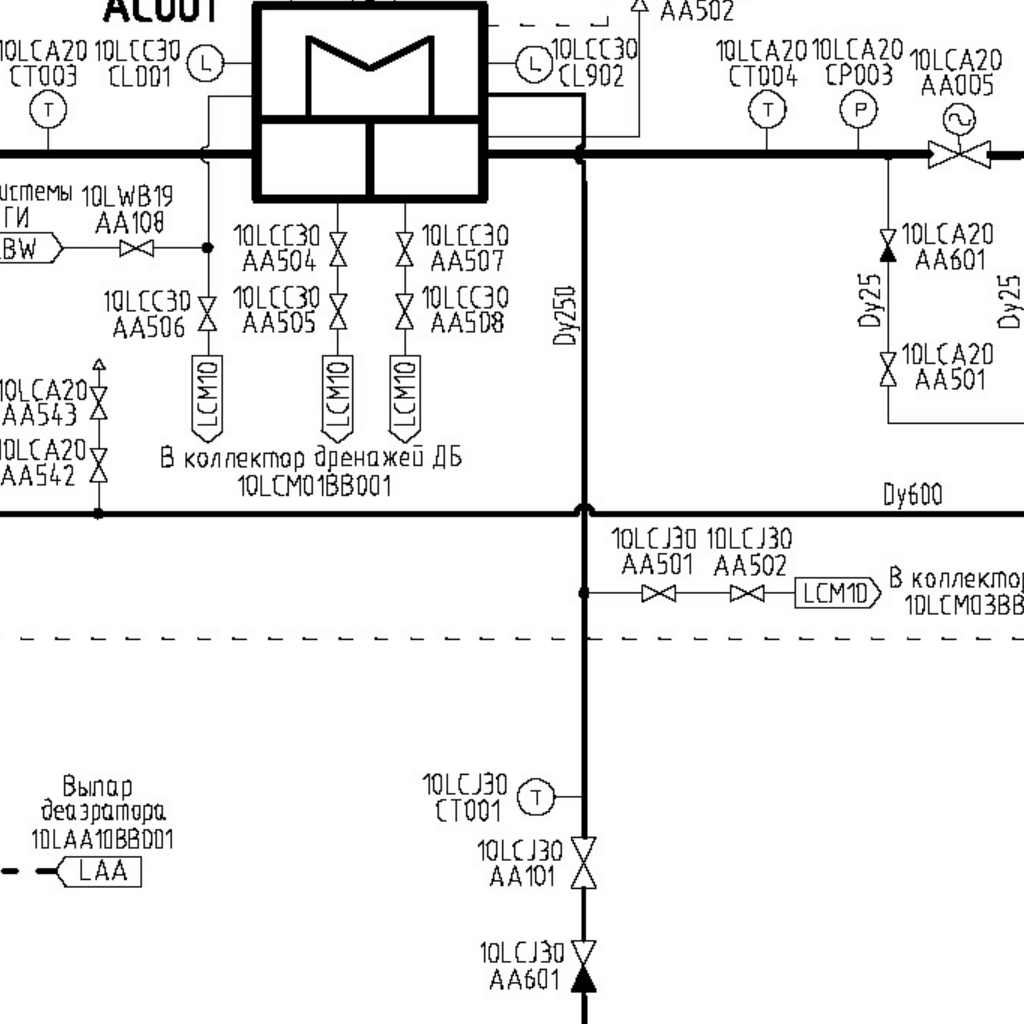 AC001
AA502
10LCA20
CT003
T
10LCC30
CL001
L
L
10LCC30
CL902
10LCA20
CT004
T
10LCA20
CP003
P
10LCA20
AA005
истемы
ГИ
BW
10LWB19
AA108
10LCC30
AA504
10LCC30
AA507
10LCC30
AA506
10LCC30
AA505
10LCC30
AA508
Dy250
10LCA20
AA601
Dy25
Dy25
10LCA20
AA501
10LCA20
AA543
10LCA20
AA542
LCM10
LCM10
LCM10
В коллектор дренажей ДБ
10LCM01BB001
Dy600
10LCJ30
AA501
10LCJ30
AA502
LCM10
В коллектор
10LCM03BB
10LCJ30
CT001
T
Выпар
деаэратора
10LAA10BB001
LAA
10LCJ30
AA101
10LCJ30
AA601